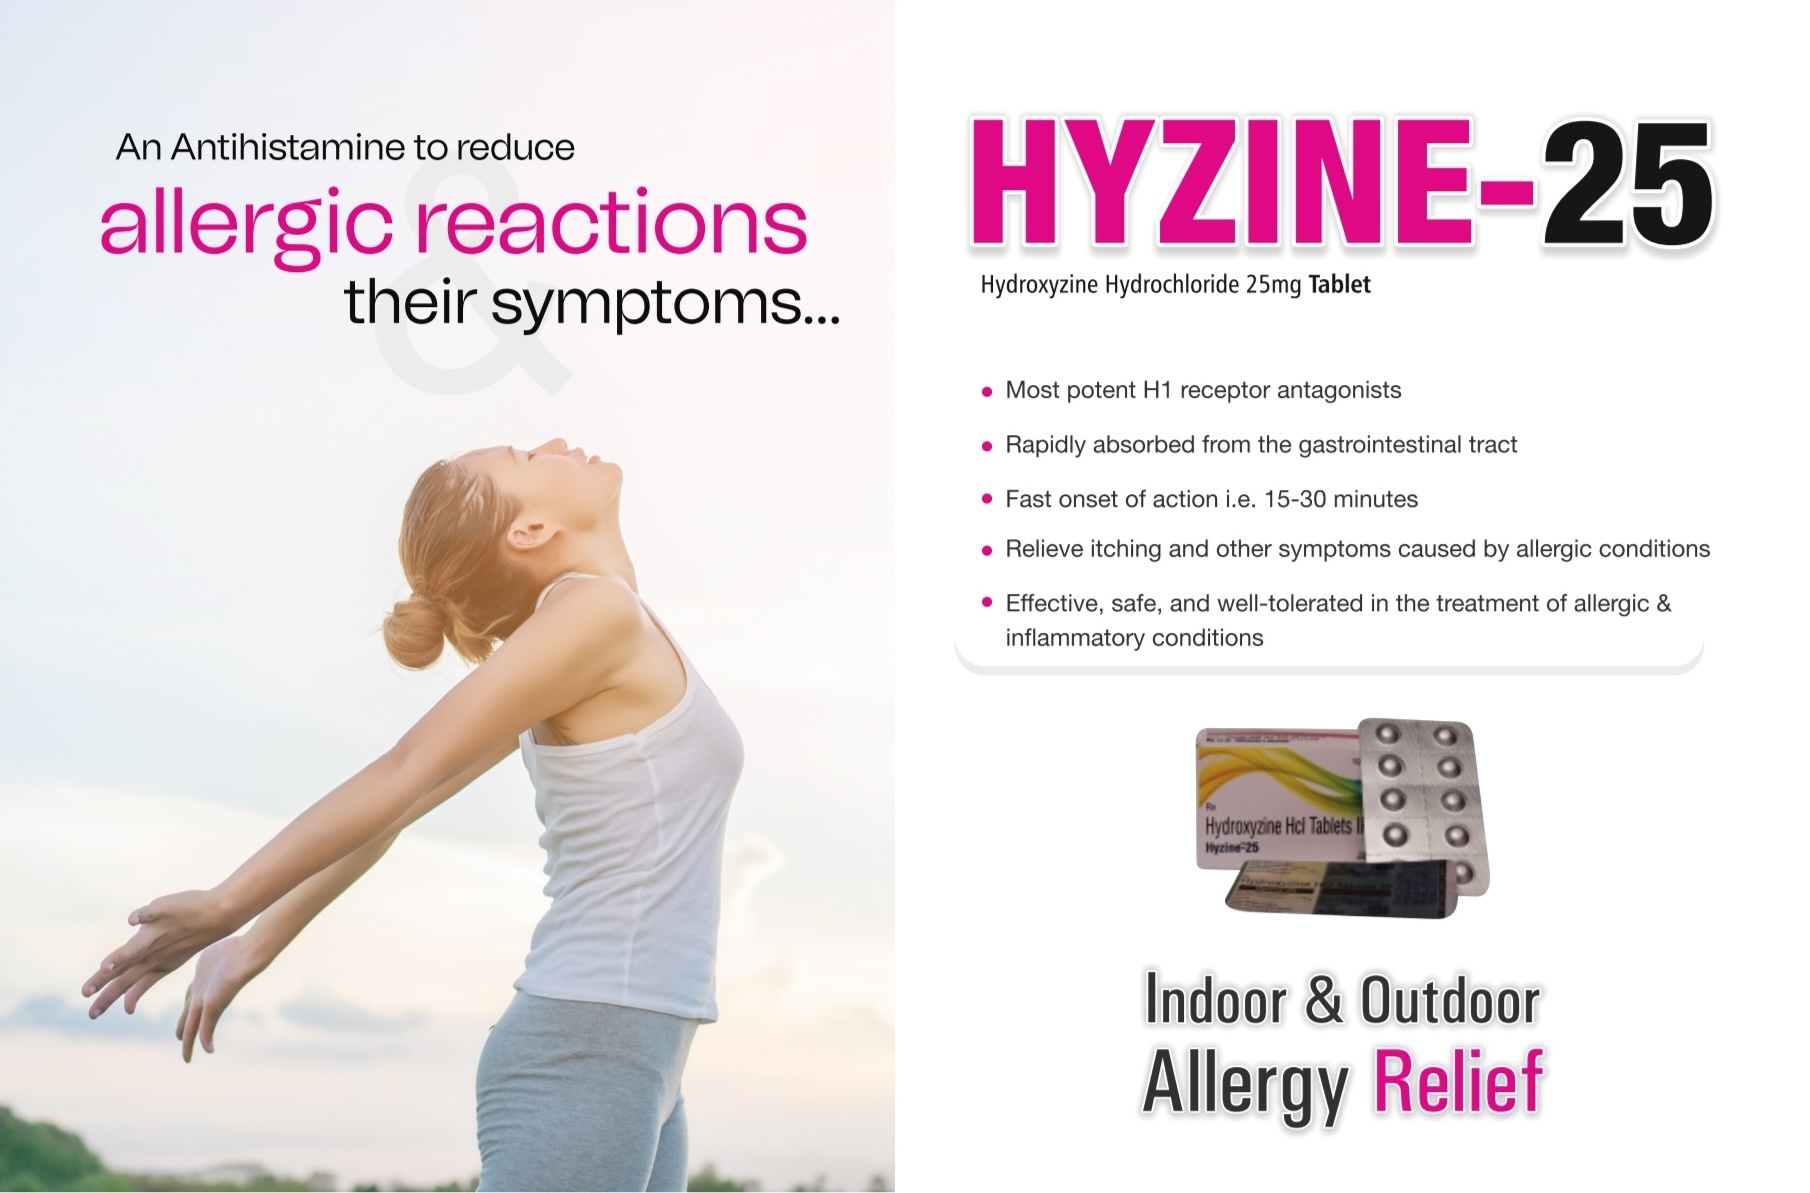 An Antihistamine to reduce
allergic reactions
&
their symptoms...
HYZINE-25
Hydroxyzine Hydrochloride 25mg Tablet
Most potent H1 receptor antagonists
Rapidly absorbed from the gastrointestinal tract
Fast onset of action i.e. 15-30 minutes
Relieve itching and other symptoms caused by allergic conditions
Effective, safe, and well-tolerated in the treatment of allergic &
inflammatory conditions
Rx
Hydroxyzine Hcl Tablets
Hyzine-25
Indoor & Outdoor
Allergy Relief